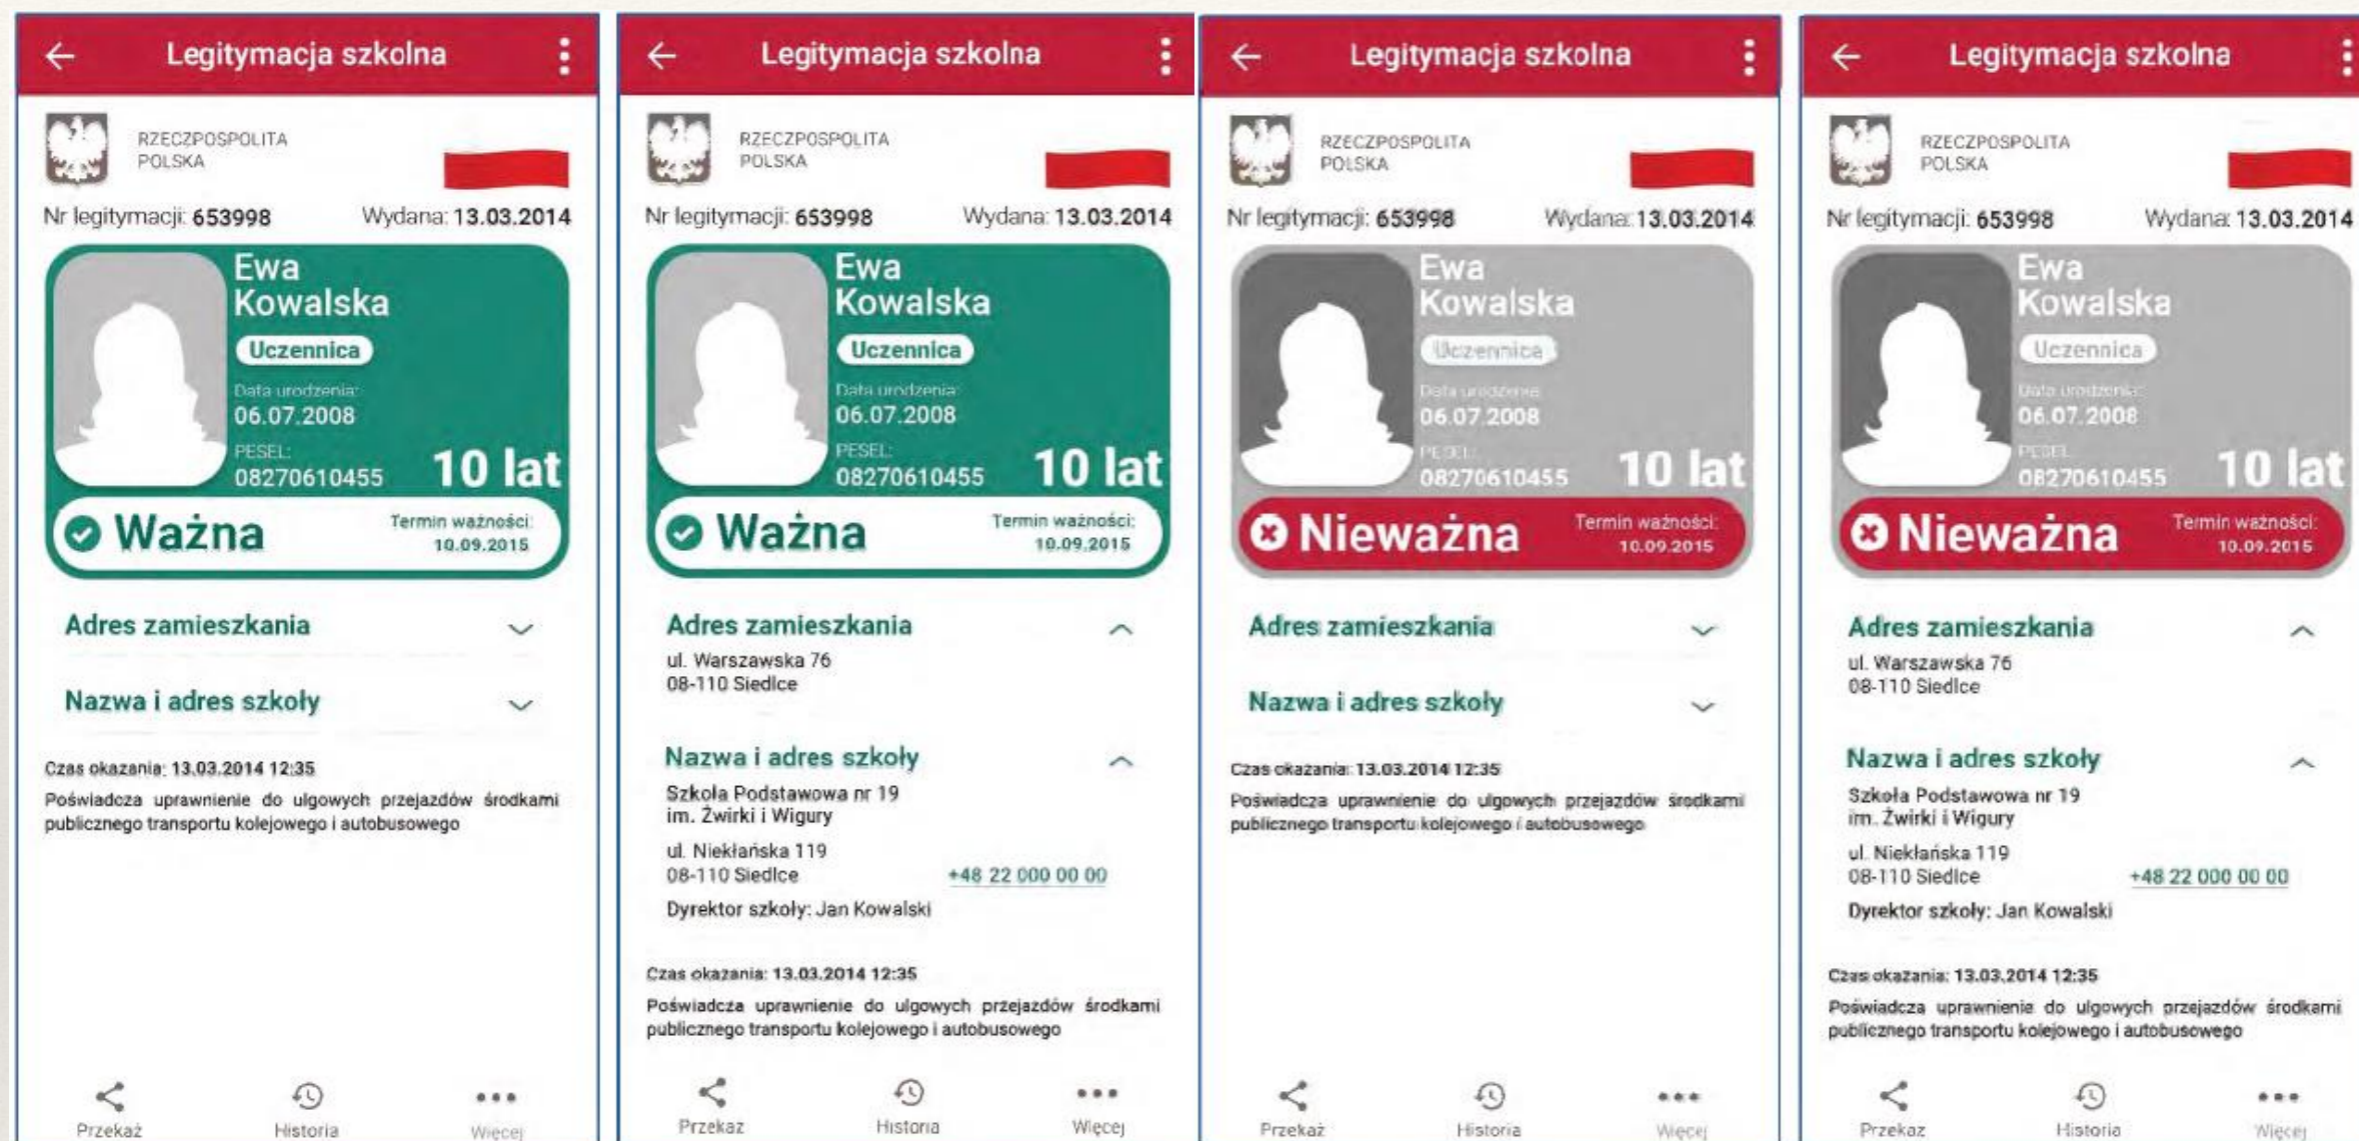 Legitymacja szkolna
RZECZPOSPOLITA
POLSKA
Nr legitymacji: 653998 Wydana: 13.03.2014
Ewa
Kowalska
Uczennica
Data urodzenia:
06.07.2008
PESEL:
08270610455
10 lat
Ważna
Termin ważności:
10.09.2015
Adres zamieszkania
Nazwa i adres szkoły
Czas okazania: 13.03.2014 12:35
Poświadcza uprawnienie do ulgowych przejazdów środkami
publicznego transportu kolejowego i autobusowego
Przekaż Historia Więcej
Legitymacja szkolna
RZECZPOSPOLITA
POLSKA
Nr legitymacji: 653998 Wydana: 13.03.2014
Ewa
Kowalska
Uczennica
Data urodzenia:
06.07.2008
PESEL:
08270610455
10 lat
Ważna
Termin ważności:
10.09.2015
Adres zamieszkania
ul. Warszawska 76
08-110 Siedlce
Nazwa i adres szkoły
Szkoła Podstawowa nr 19
im. Żwirki i Wigury
ul. Niekłańska 119
08-110 Siedlce +48 22 000 00 00
Dyrektor szkoły: Jan Kowalski
Czas okazania: 13.03.2014 12:35
Poświadcza uprawnienie do ulgowych przejazdów środkami
publicznego transportu kolejowego i autobusowego
Przekaż Historia Więcej
Legitymacja szkolna
RZECZPOSPOLITA
POLSKA
Nr legitymacji: 653998 Wydana: 13.03.2014
Ewa
Kowalska
Uczennica
Data urodzenia:
06.07.2008
PESEL:
08270610455
10 lat
Nieważna
Termin ważności:
10.09.2015
Adres zamieszkania
Nazwa i adres szkoły
Czas okazania: 13.03.2014 12:35
Poświadcza uprawnienie do ulgowych przejazdów środkami
publicznego transportu kolejowego i autobusowego
Przekaż Historia Więcej
Legitymacja szkolna
RZECZPOSPOLITA
POLSKA
Nr legitymacji: 653998 Wydana: 13.03.2014
Ewa
Kowalska
Uczennica
Data urodzenia:
06.07.2008
PESEL:
08270610455
10 lat
Nieważna
Termin ważności:
10.09.2015
Adres zamieszkania
ul. Warszawska 76
08-110 Siedlce
Nazwa i adres szkoły
Szkoła Podstawowa nr 19
im. Żwirki i Wigury
ul. Niekłańska 119
08-110 Siedlce +48 22 000 00 00
Dyrektor szkoły: Jan Kowalski
Czas okazania: 13.03.2014 12:35
Poświadcza uprawnienie do ulgowych przejazdów środkami
publicznego transportu kolejowego i autobusowego
Przekaż Historia Więcej